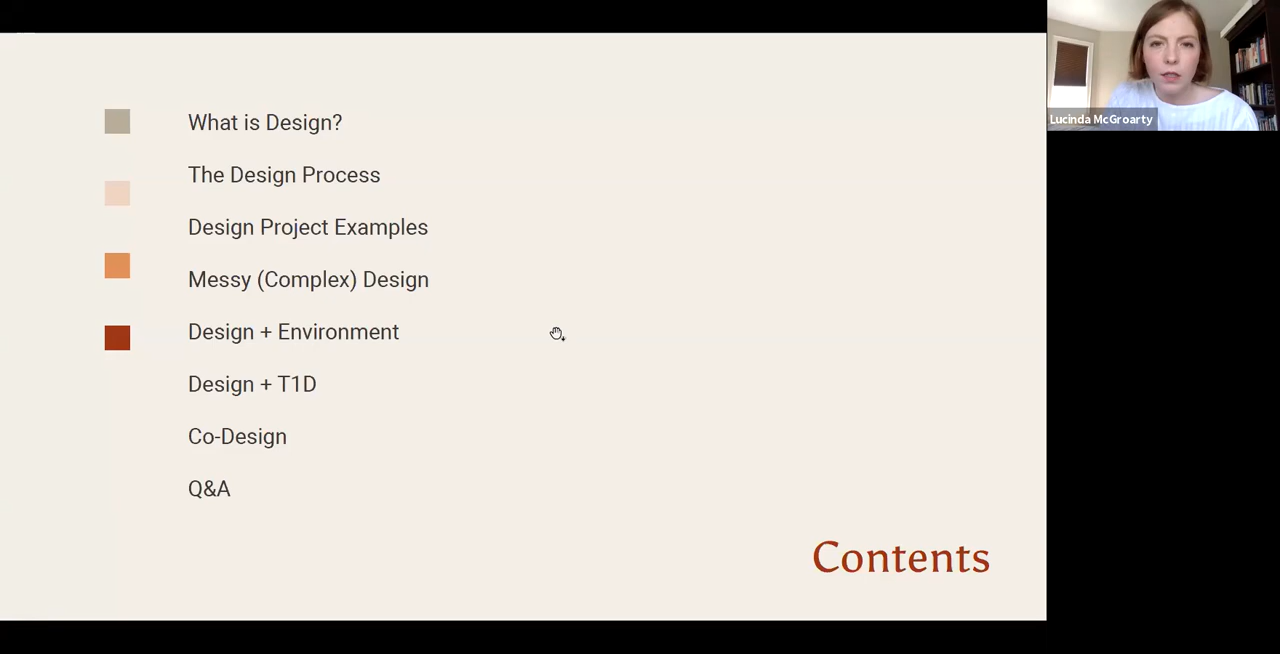 What is Design?
The Design Process
Design Project Examples
Messy (Complex) Design
Design + Environment
Design + T1D
Co-Design
Q&A
Contents
Lucinda McGroarty